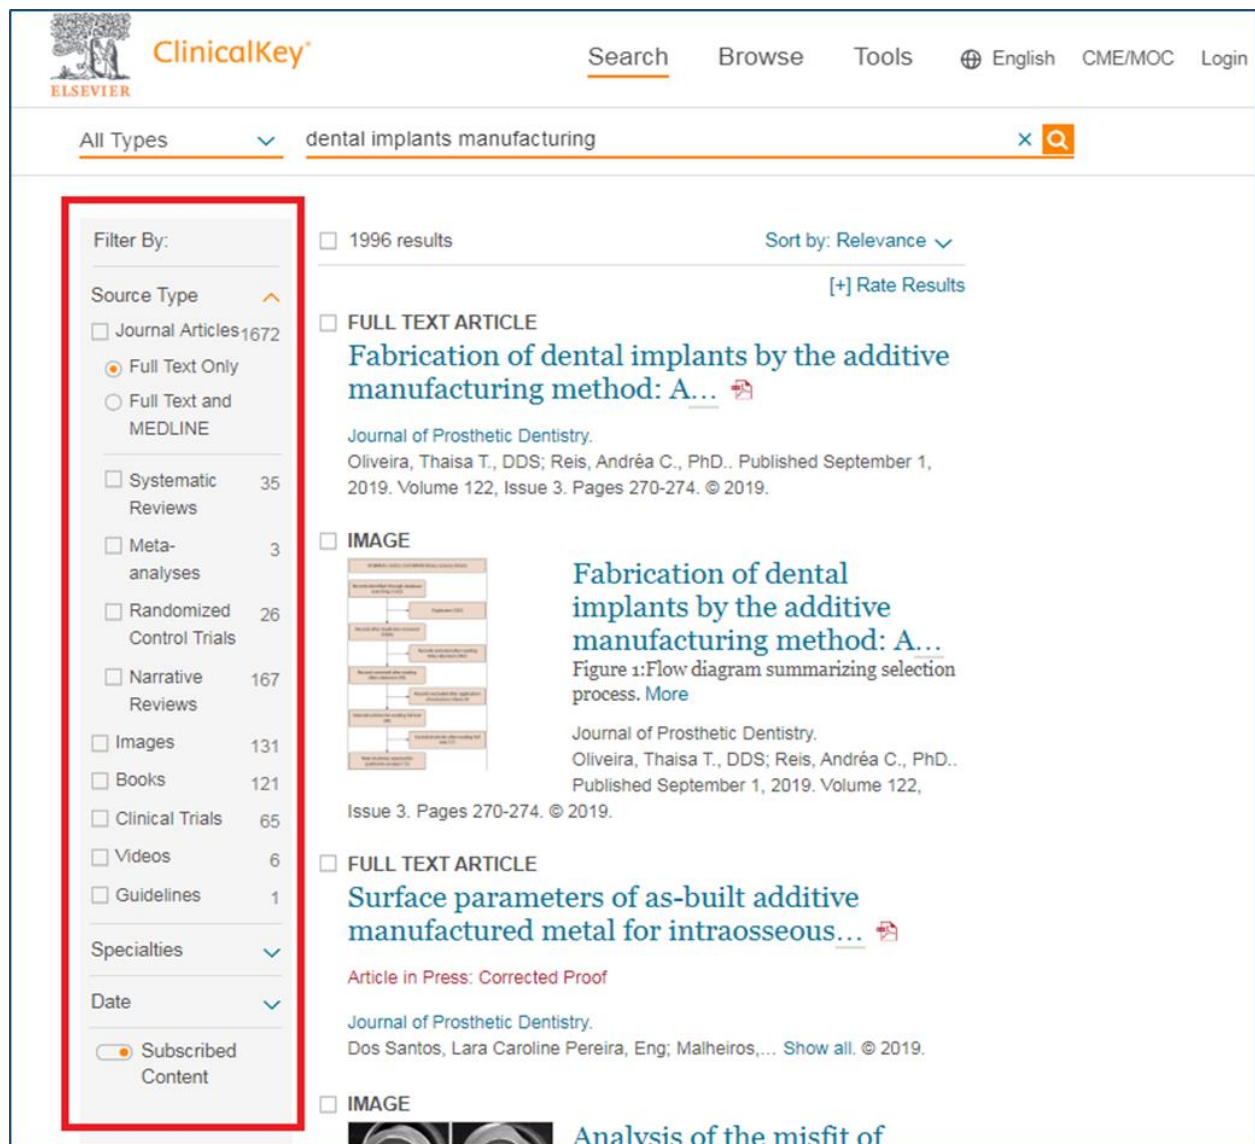 ELSEVIER
ClinicalKey®
Search Browse Tools English CME/MOC Login
All Types
dental implants manufacturing
Filter By:
Source Type
Journal Articles 1672
Full Text Only
Full Text and
MEDLINE
Systematic 35
Reviews
Meta- 3
analyses
Randomized 26
Control Trials
Narrative 167
Reviews
Images 131
Books 121
Clinical Trials 65
Videos 6
Guidelines 1
Specialties
Date
Subscribed
Content
1996 results Sort by: Relevance
[+] Rate Results
FULL TEXT ARTICLE
Fabrication of dental implants by the additive
manufacturing method: A...
Journal of Prosthetic Dentistry.
Oliveira, Thaisa T., DDS; Reis, Andréa C., PhD.. Published September 1,
2019. Volume 122, Issue 3. Pages 270-274. © 2019.
IMAGE
Fabrication of dental
implants by the additive
manufacturing method: A...
Figure 1:Flow diagram summarizing selection
process. More
Journal of Prosthetic Dentistry.
Oliveira, Thaisa T., DDS; Reis, Andréa C., PhD..
Published September 1, 2019. Volume 122,
Issue 3. Pages 270-274. © 2019.
FULL TEXT ARTICLE
Surface parameters of as-built additive
manufactured metal for intraosseous...
Article in Press: Corrected Proof
Journal of Prosthetic Dentistry.
Dos Santos, Lara Caroline Pereira, Eng; Malheiros,... Show all. © 2019.
IMAGE
Analysis of the misfit of